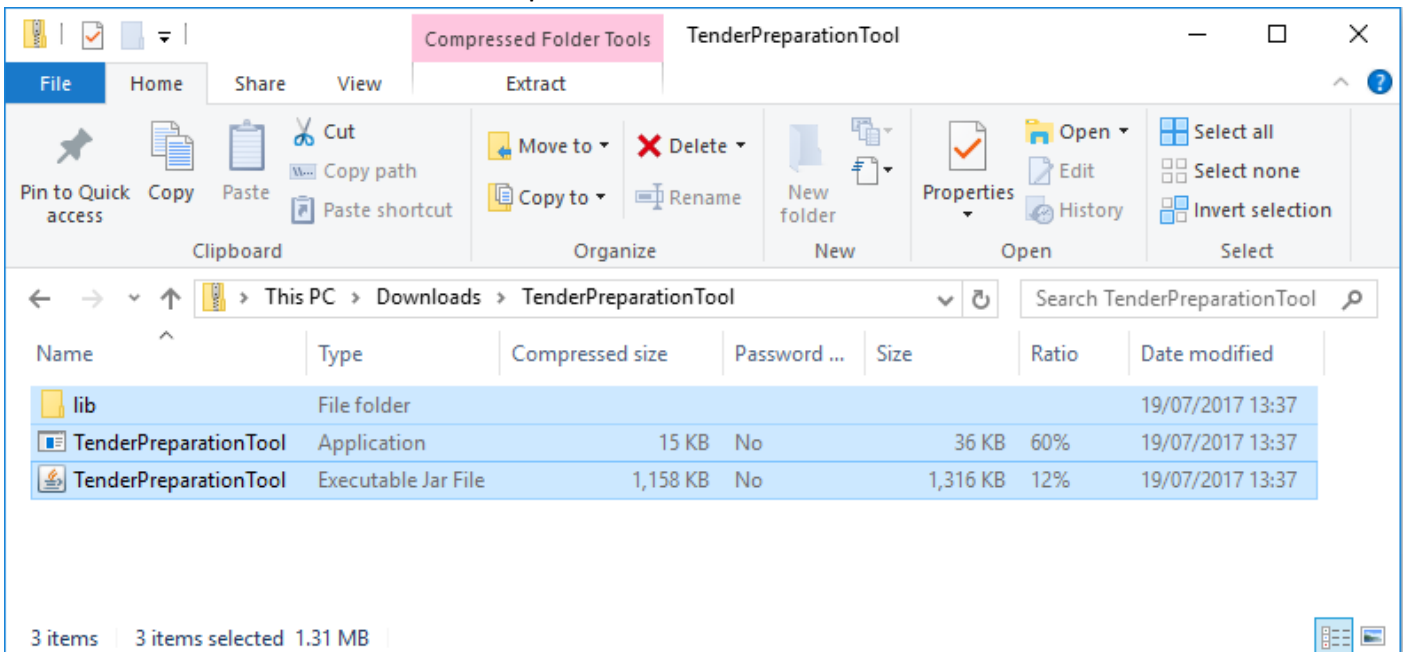 Compressed Folder Tools TenderPreparationTool
File Home Share View Extract
Pin to Quick access
Copy
Paste
Cut
Copy path
Paste shortcut
Clipboard
Move to
Copy to
Delete
Rename
Organize
New folder
New
Properties
Open
Edit
History
Open
Select all
Select none
Invert selection
Select
This PC > Downloads > TenderPreparationTool
Search TenderPreparationTool
Name Type Compressed size Password ... Size Ratio Date modified
lib File folder 19/07/2017 13:37
TenderPreparationTool Application 15 KB No 36 KB 60% 19/07/2017 13:37
TenderPreparationTool Executable Jar File 1,158 KB No 1,316 KB 12% 19/07/2017 13:37
3 items 3 items selected 1.31 MB